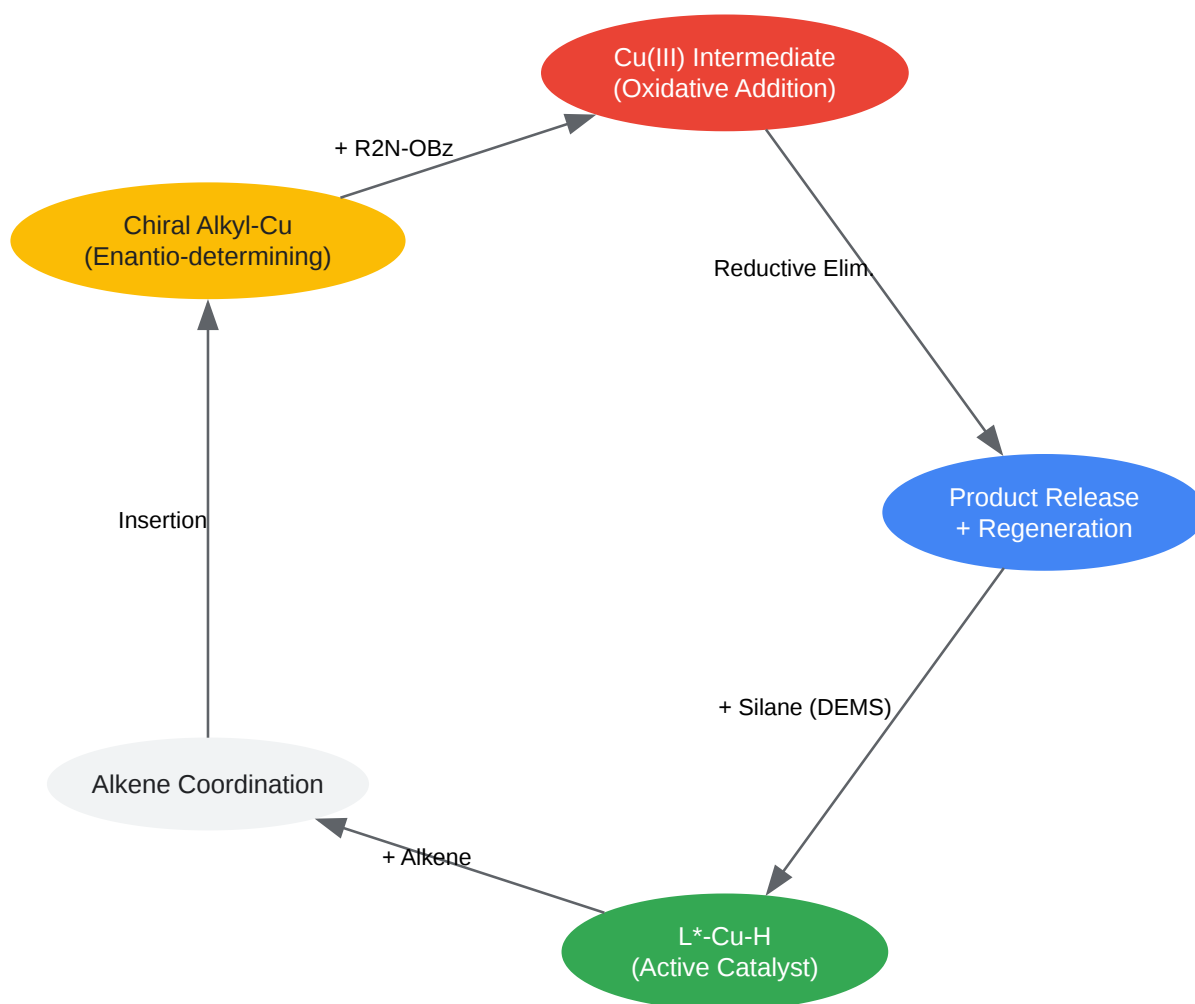 Cu(III) Intermediate
(Oxidative Addition)
+ R2N-OBz
Chiral Alkyl-Cu
(Enantio-determining)
Reductive Elim.
Product Release
+ Regeneration
Insertion
+ Silane (DEMS)
Alkene Coordination
+ Alkene
L*-Cu-H
(Active Catalyst)